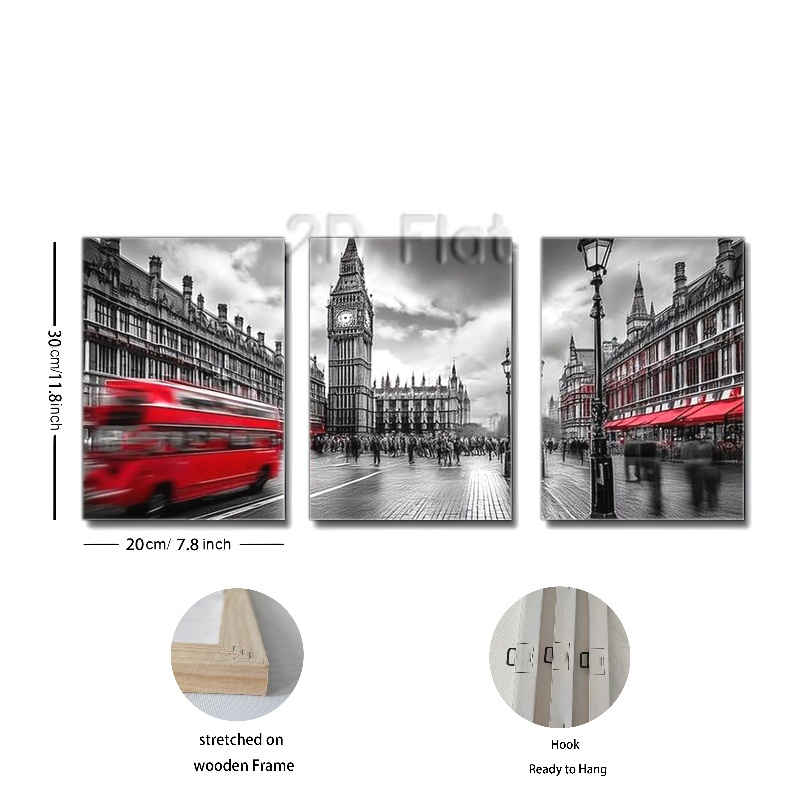 2D Flat
30cm/11.8inch
20cm/ 7.8 inch
stretched on
wooden Frame
Hook
Ready to Hang